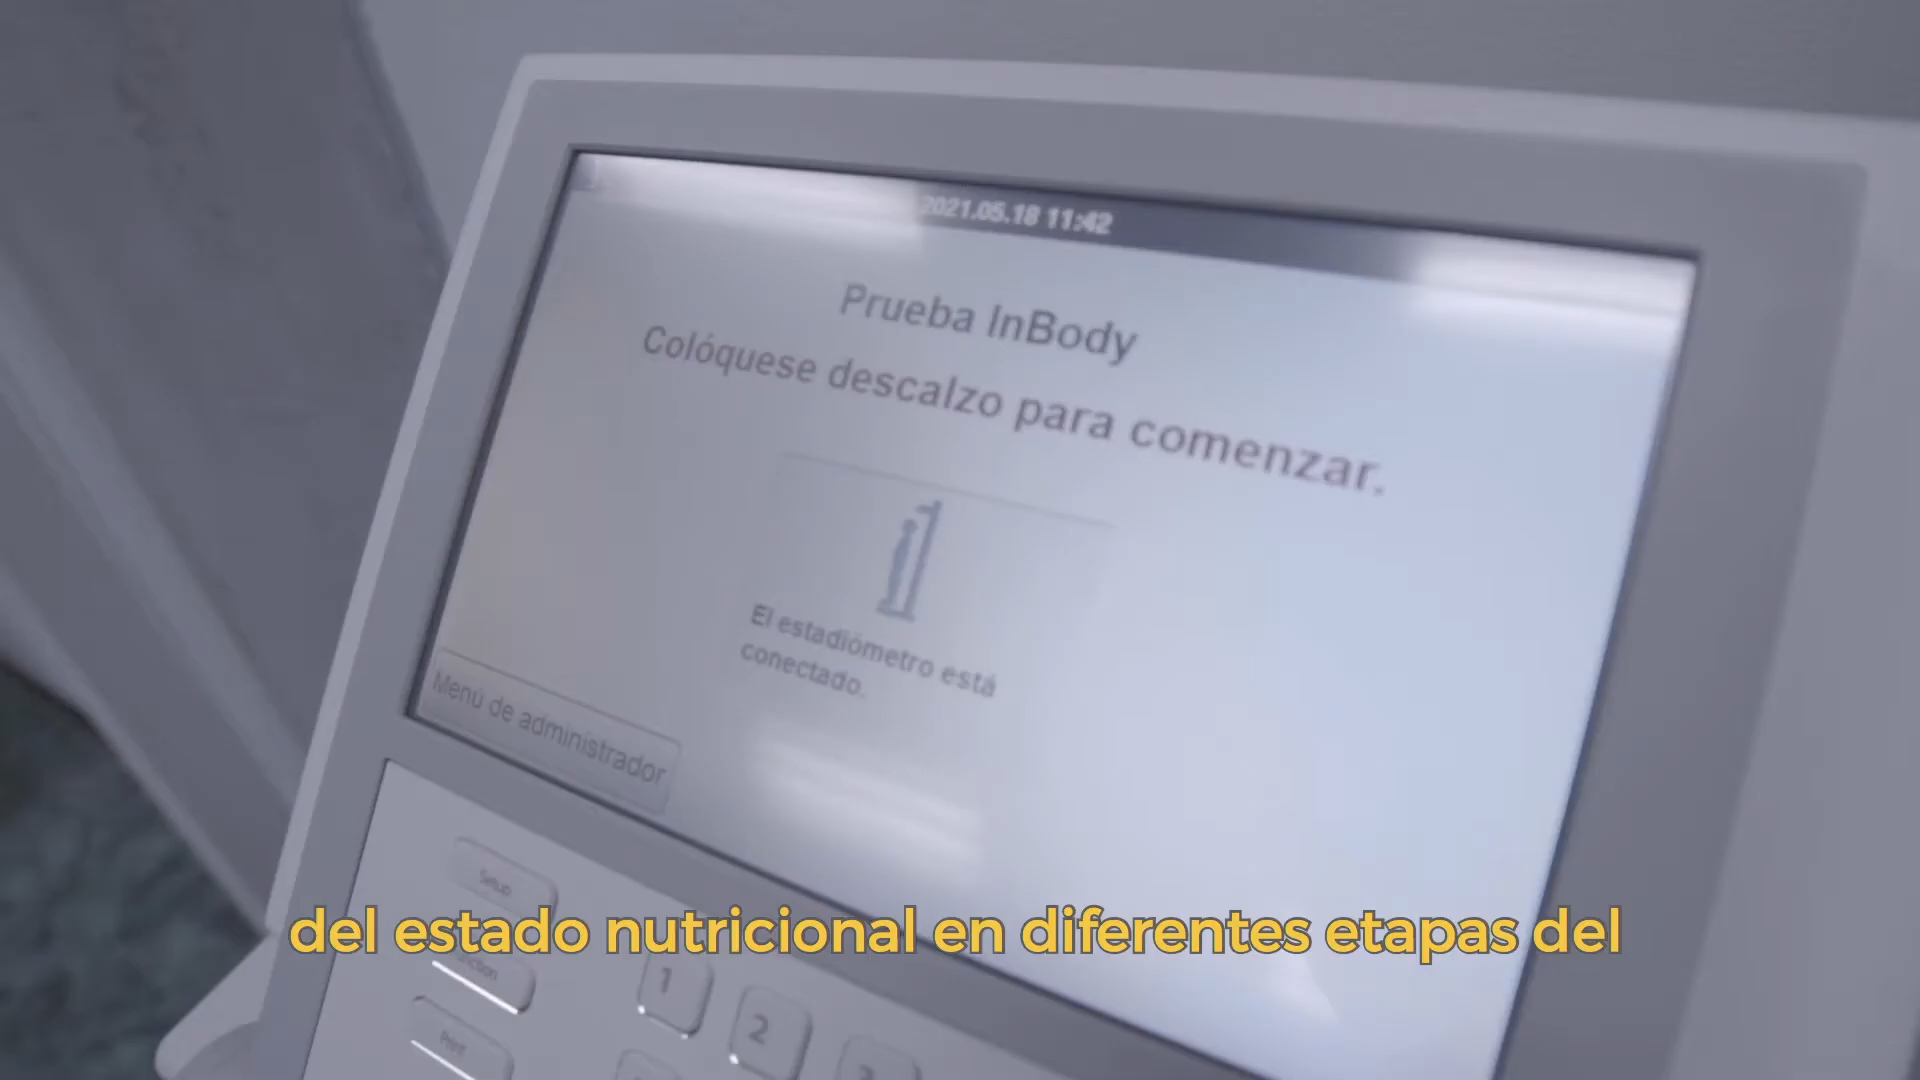 2021.05.18 11:42
Prueba InBody
Colóquese descalzo para comenzar.
El estadiómetro está
conectado.
Menú de administrador
Setup
del estado nutricional en diferentes etapas del
1
2
3
Print